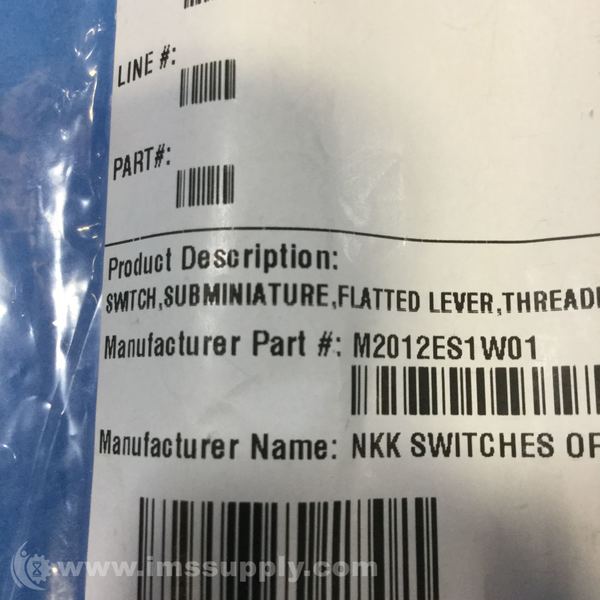 LINE #:
PART#:
Product Description:
SWITCH,SUBMINIATURE,FLATTED LEVER,THREAD
Manufacturer Part #: M2012ES1W01
Manufacturer Name: NKK SWITCHES OF
www.imssupply.com